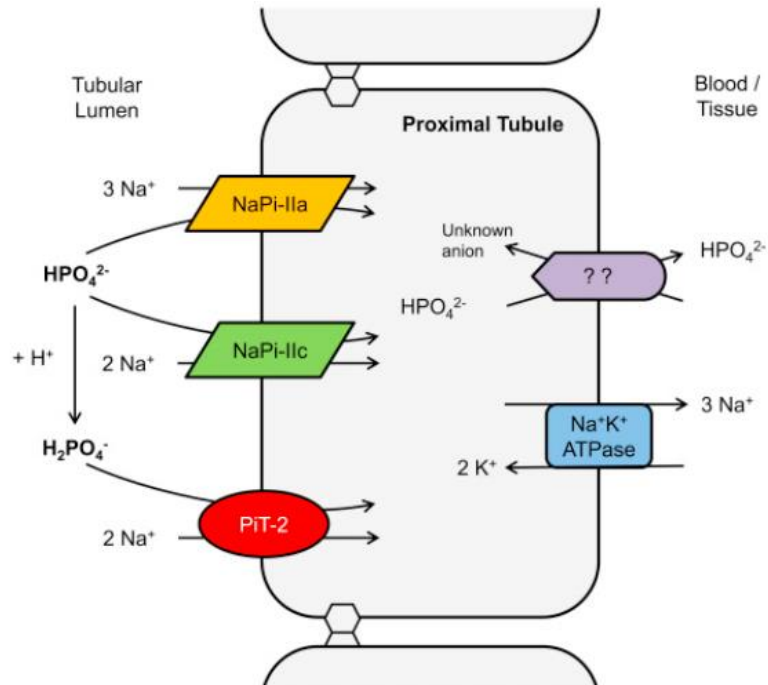 Tubular
Lumen
Blood /
Tissue
Proximal Tubule
3 Na⁺
NaPi-IIa
Unknown
anion
HPO₄²⁻
? ?
HPO₄²⁻
HPO₄²⁻
+ H⁺
2 Na⁺
NaPi-IIc
3 Na⁺
Na⁺K⁺
ATPase
H₂PO₄⁻
2 K⁺
2 Na⁺
PiT-2